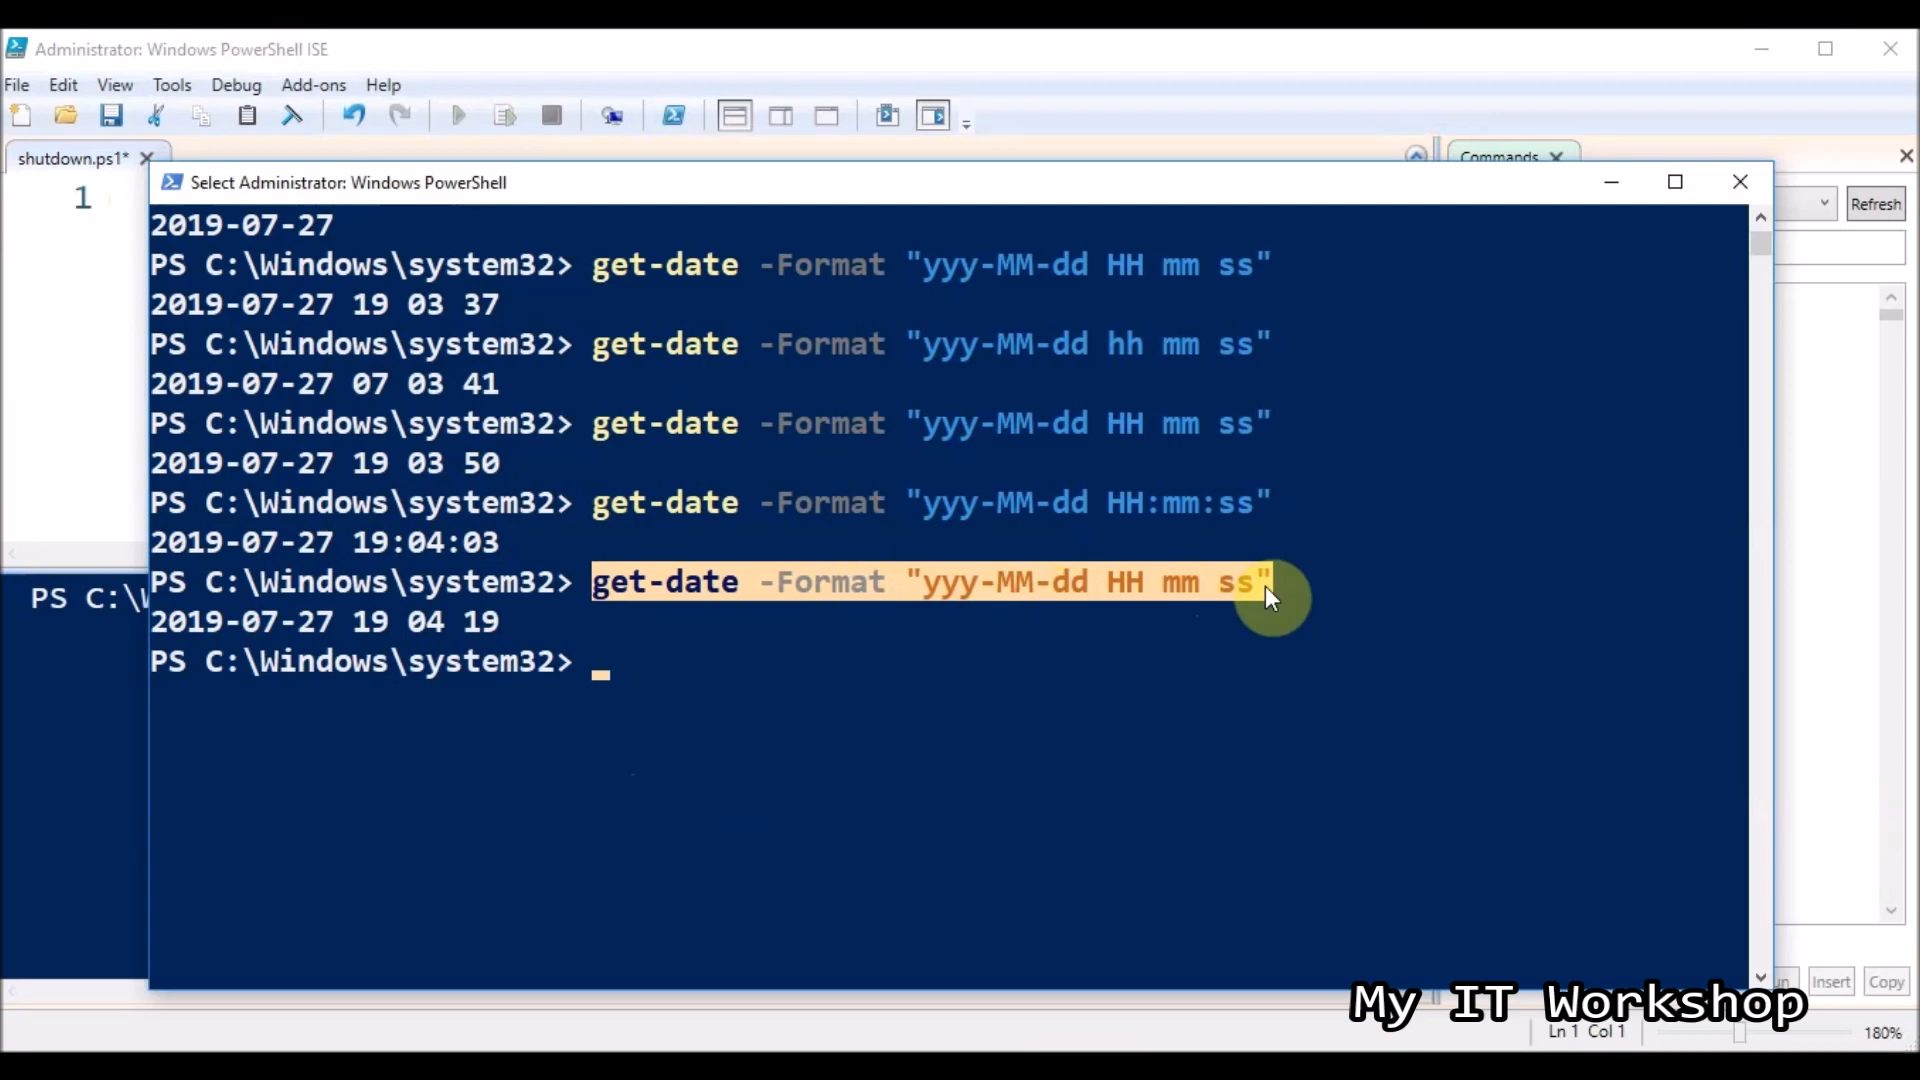 Administrator: Windows PowerShell ISE
File Edit View Tools Debug Add-ons Help
shutdown.ps1*
Commands
1
Select Administrator: Windows PowerShell
Refresh
2019-07-27
PS C:\Windows\system32> get-date -Format "yyy-MM-dd HH mm ss"
2019-07-27 19 03 37
PS C:\Windows\system32> get-date -Format "yyy-MM-dd hh mm ss"
2019-07-27 07 03 41
PS C:\Windows\system32> get-date -Format "yyy-MM-dd HH mm ss"
2019-07-27 19 03 50
PS C:\Windows\system32> get-date -Format "yyy-MM-dd HH:mm:ss"
2019-07-27 19:04:03
PS C:\Windows\system32> get-date -Format "yyy-MM-dd HH mm ss"
2019-07-27 19 04 19
PS C:\Windows\system32>
PS C:\
Insert Copy
My IT Workshop
Ln 1 Col 1 180%